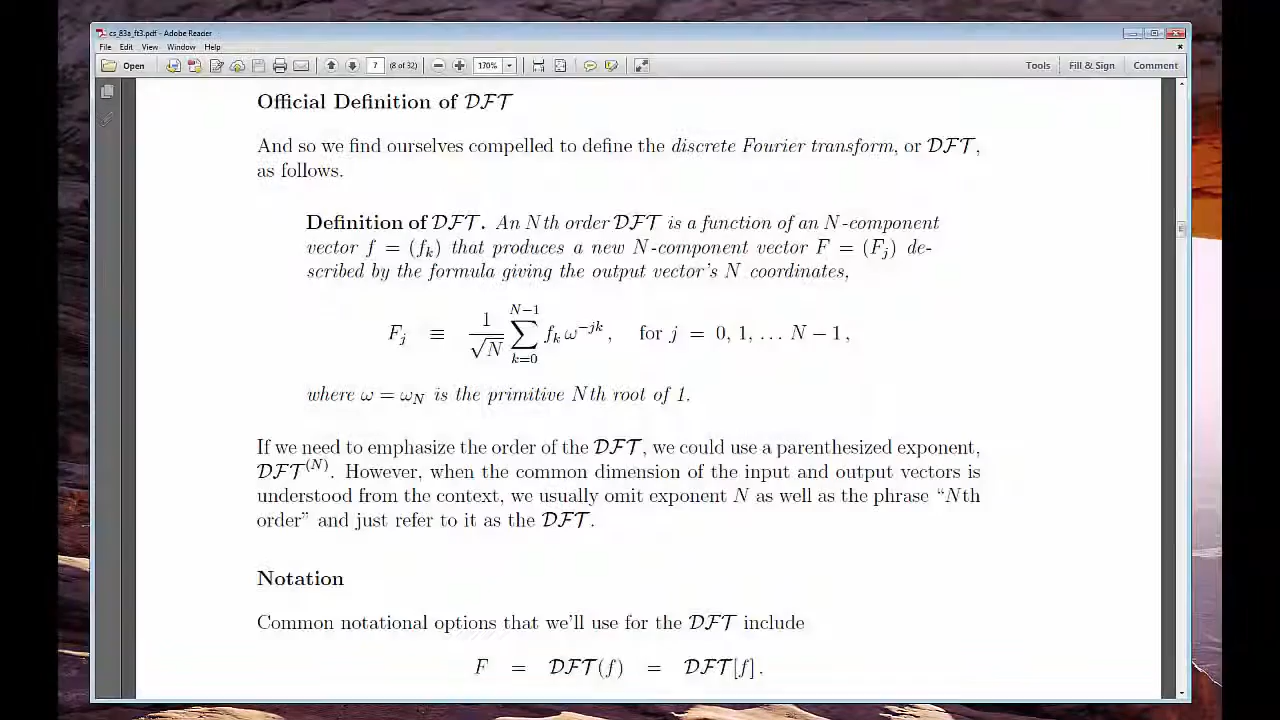 cs_83a_ft3.pdf - Adobe Reader
File Edit View Window Help
Open 7 (8 of 32) 170% Tools Fill & Sign Comment
Official Definition of 𝒟ℱ𝒯
And so we find ourselves compelled to define the discrete Fourier transform, or 𝒟ℱ𝒯,
as follows.
Definition of 𝒟ℱ𝒯. An Nth order 𝒟ℱ𝒯 is a function of an N-component
vector f = (f_k) that produces a new N-component vector F = (F_j) de-
scribed by the formula giving the output vector's N coordinates,
F_j ≡ \frac{1}{\sqrt{N}} \sum_{k=0}^{N-1} f_k ω^{-jk}, for j = 0, 1, ... N − 1,
where ω = ω_N is the primitive Nth root of 1.
If we need to emphasize the order of the 𝒟ℱ𝒯, we could use a parenthesized exponent,
𝒟ℱ𝒯^{(N)}. However, when the common dimension of the input and output vectors is
understood from the context, we usually omit exponent N as well as the phrase "Nth
order" and just refer to it as the 𝒟ℱ𝒯.
Notation
Common notational options that we'll use for the 𝒟ℱ𝒯 include
F = 𝒟ℱ𝒯(f) = 𝒟ℱ𝒯[f].